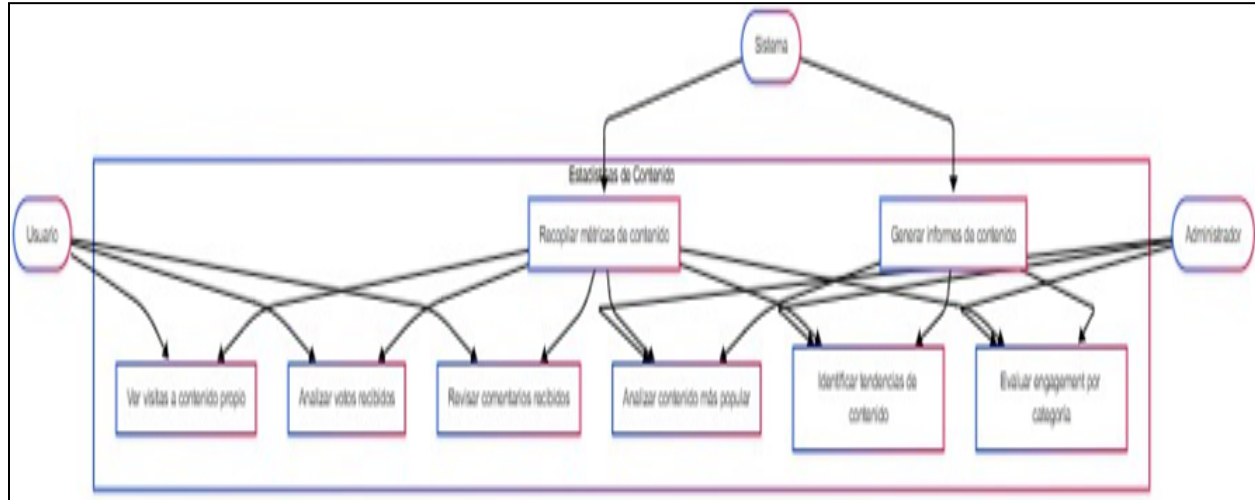 Sistema
Estadísticas de Contenido
Usuario
Recopilar métricas de contenido
Generar informes de contenido
Administrador
Ver visitas a contenido propio
Analizar votos recibidos
Revisar comentarios recibidos
Analizar contenido más popular
Identificar tendencias de
contenido
Evaluar engagement por
categoría